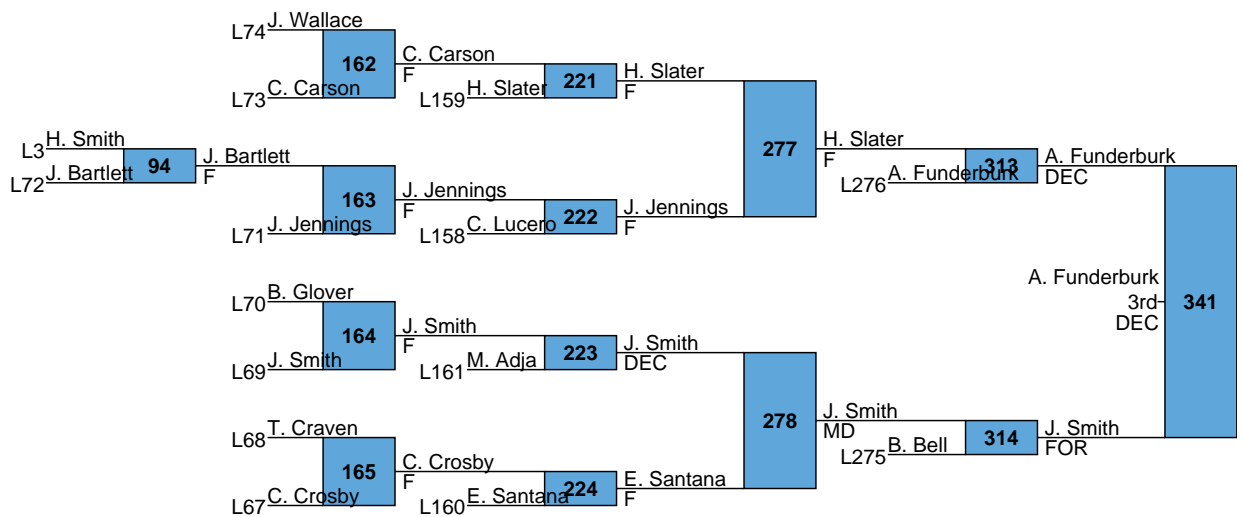 L74 J. Wallace
162
C. Carson
F
L73 C. Carson
L159 H. Slater
221
H. Slater
F
L3 H. Smith
94
L72 J. Bartlett
J. Bartlett
F
163
L71 J. Jennings
J. Jennings
F
L158 C. Lucero
222
J. Jennings
F
277
H. Slater
F
L276 A. Funderburk
313
A. Funderburk
DEC
L70 B. Glover
164
L69 J. Smith
J. Smith
F
L161 M. Adja
223
J. Smith
DEC
L68 T. Craven
165
L67 C. Crosby
C. Crosby
F
L160 E. Santana
224
E. Santana
F
278
J. Smith
MD
L275 B. Bell
314
J. Smith
FOR
341
A. Funderburk
3rd
DEC